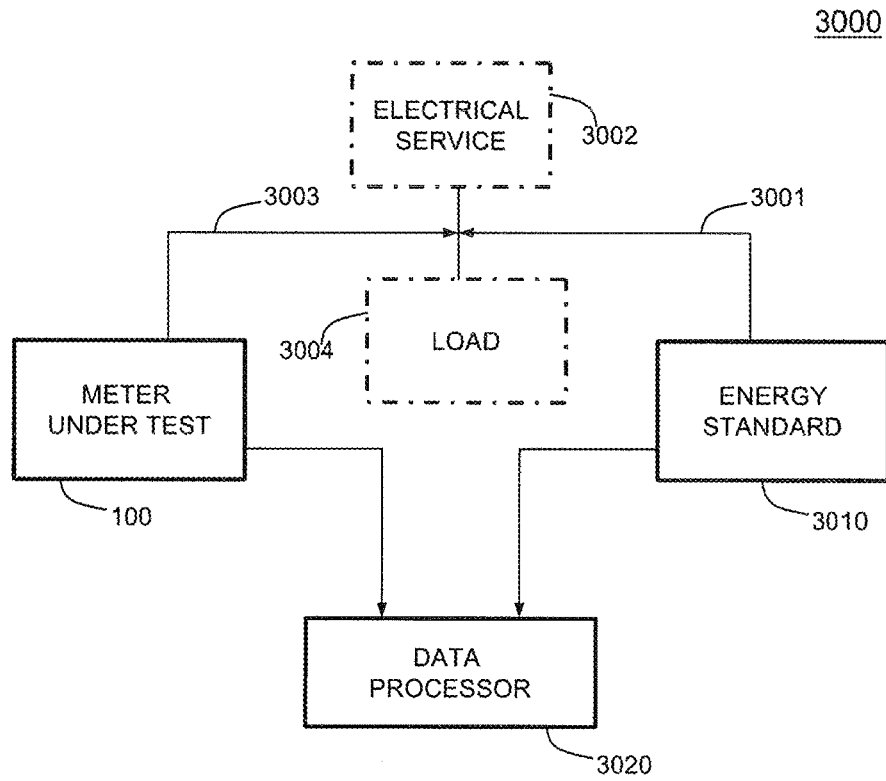 3000
ELECTRICAL
SERVICE
3002
3003
3001
3004
LOAD
METER
UNDER TEST
ENERGY
STANDARD
100
3010
DATA
PROCESSOR
3020